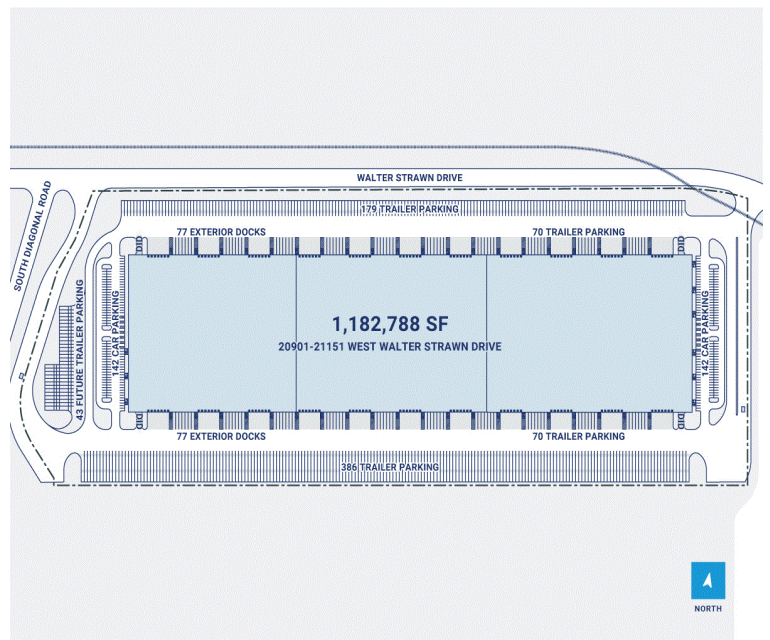 WALTER STRAWN DRIVE
SOUTH DIAGONAL ROAD
179 TRAILER PARKING
77 EXTERIOR DOCKS
70 TRAILER PARKING
43 FUTURE TRAILER PARKING
142 CAR PARKING
1,182,788 SF
20901-21151 WEST WALTER STRAWN DRIVE
142 CAR PARKING
77 EXTERIOR DOCKS
70 TRAILER PARKING
386 TRAILER PARKING
NORTH